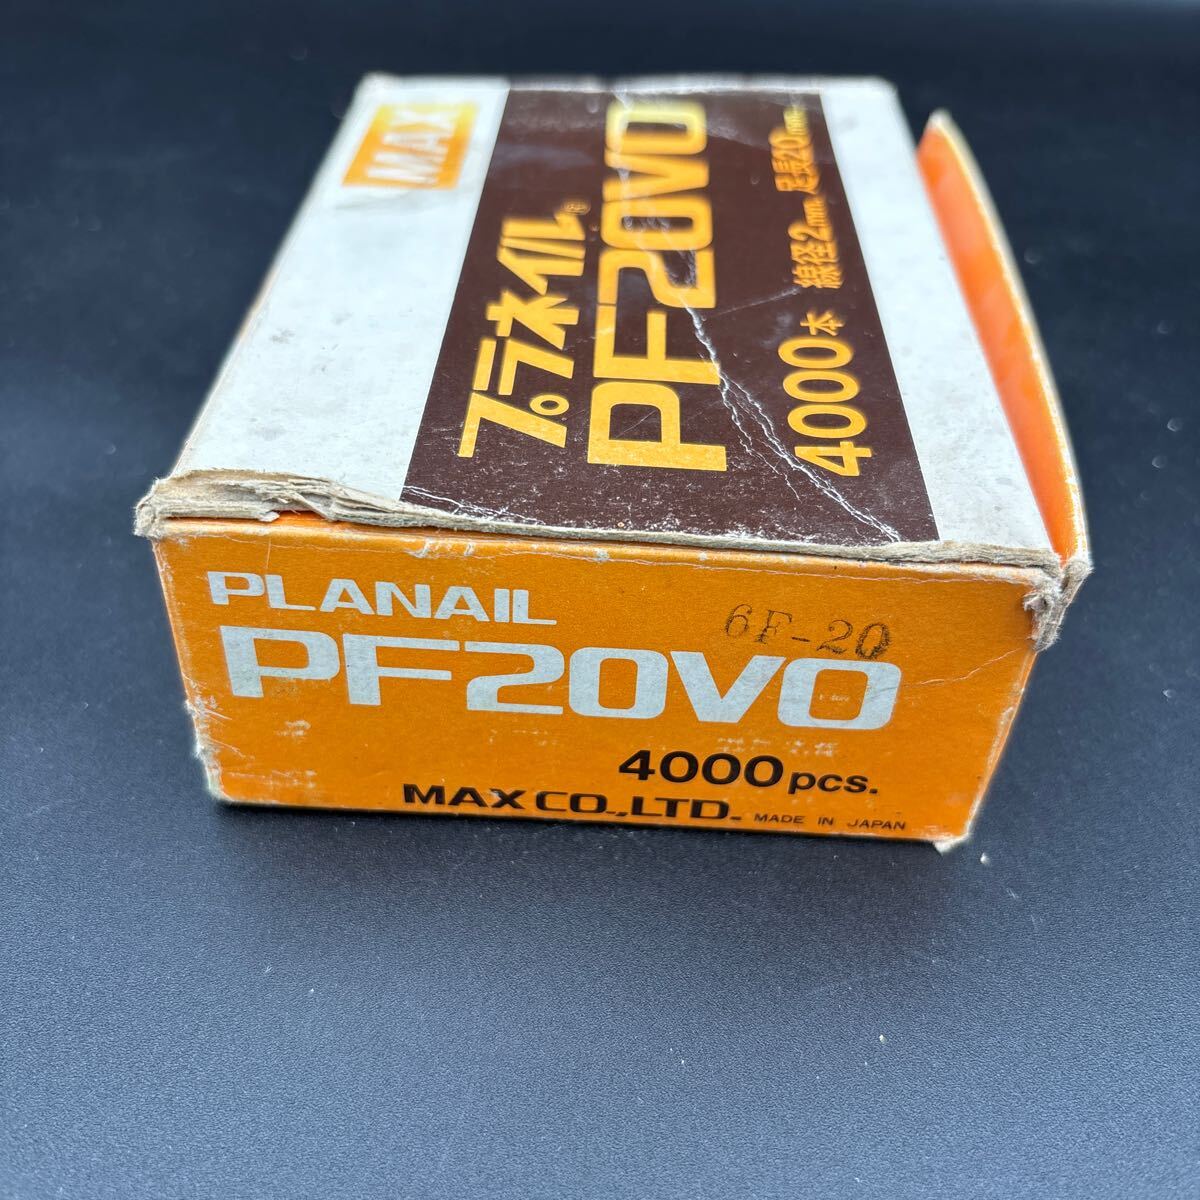 MAX
プラネイル®
PF20VO
4000本 線径2mm 足長20mm
PLANAIL
6F-20
PF20VO
4000pcs.
MAX CO.,LTD. MADE IN JAPAN